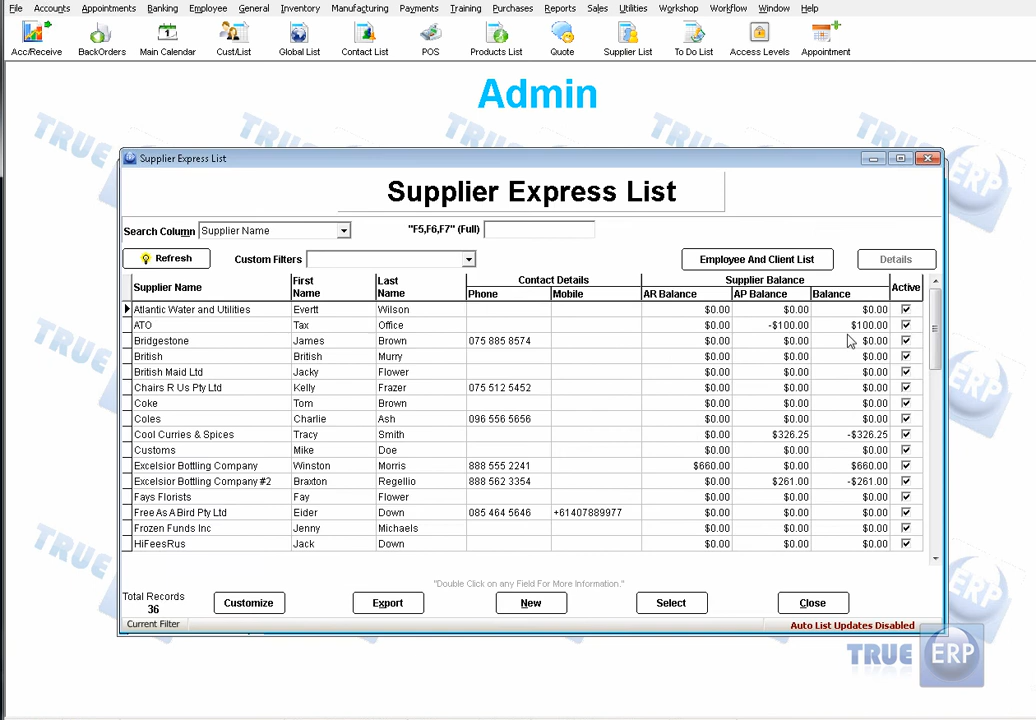 File Accounts Appointments Banking Employee General Inventory Manufacturing Payments Training Purchases Reports Sales Utilities Workshop Workflow Window Help
Acc/Receive BackOrders Main Calendar Cust/List Global List Contact List POS Products List Quote Supplier List To Do List Access Levels Appointment
Admin
Supplier Express List
Supplier Express List
Search Column Supplier Name "F5,F6,F7" (Full)
Refresh Custom Filters Employee And Client List Details
Supplier Name First Name Last Name Contact Details Supplier Balance Active
Phone Mobile AR Balance AP Balance Balance
Atlantic Water and Utilities Evertt Wilson $0.00 $0.00 $0.00
ATO Tax Office $0.00 -$100.00 $100.00
Bridgestone James Brown 075 885 8574 $0.00 $0.00 $0.00
British British Murry $0.00 $0.00 $0.00
British Maid Ltd Jacky Flower $0.00 $0.00 $0.00
Chairs R Us Pty Ltd Kelly Frazer 075 512 5452 $0.00 $0.00 $0.00
Coke Tom Brown $0.00 $0.00 $0.00
Coles Charlie Ash 096 556 5656 $0.00 $0.00 $0.00
Cool Curries & Spices Tracy Smith $0.00 $326.25 -$326.25
Customs Mike Doe $0.00 $0.00 $0.00
Excelsior Bottling Company Winston Morris 888 555 2241 $660.00 $0.00 $660.00
Excelsior Bottling Company #2 Braxton Regellio 888 562 3354 $0.00 $261.00 -$261.00
Fays Florists Fay Flower $0.00 $0.00 $0.00
Free As A Bird Pty Ltd Eider Down 085 464 5646 +61407889977 $0.00 $0.00 $0.00
Frozen Funds Inc Jenny Michaels $0.00 $0.00 $0.00
HiFeesRus Jack Down $0.00 $0.00 $0.00
"Double Click on any Field For More Information."
Total Records
36
Customize Export New Select Close
Current Filter Auto List Updates Disabled
TRUE ERP